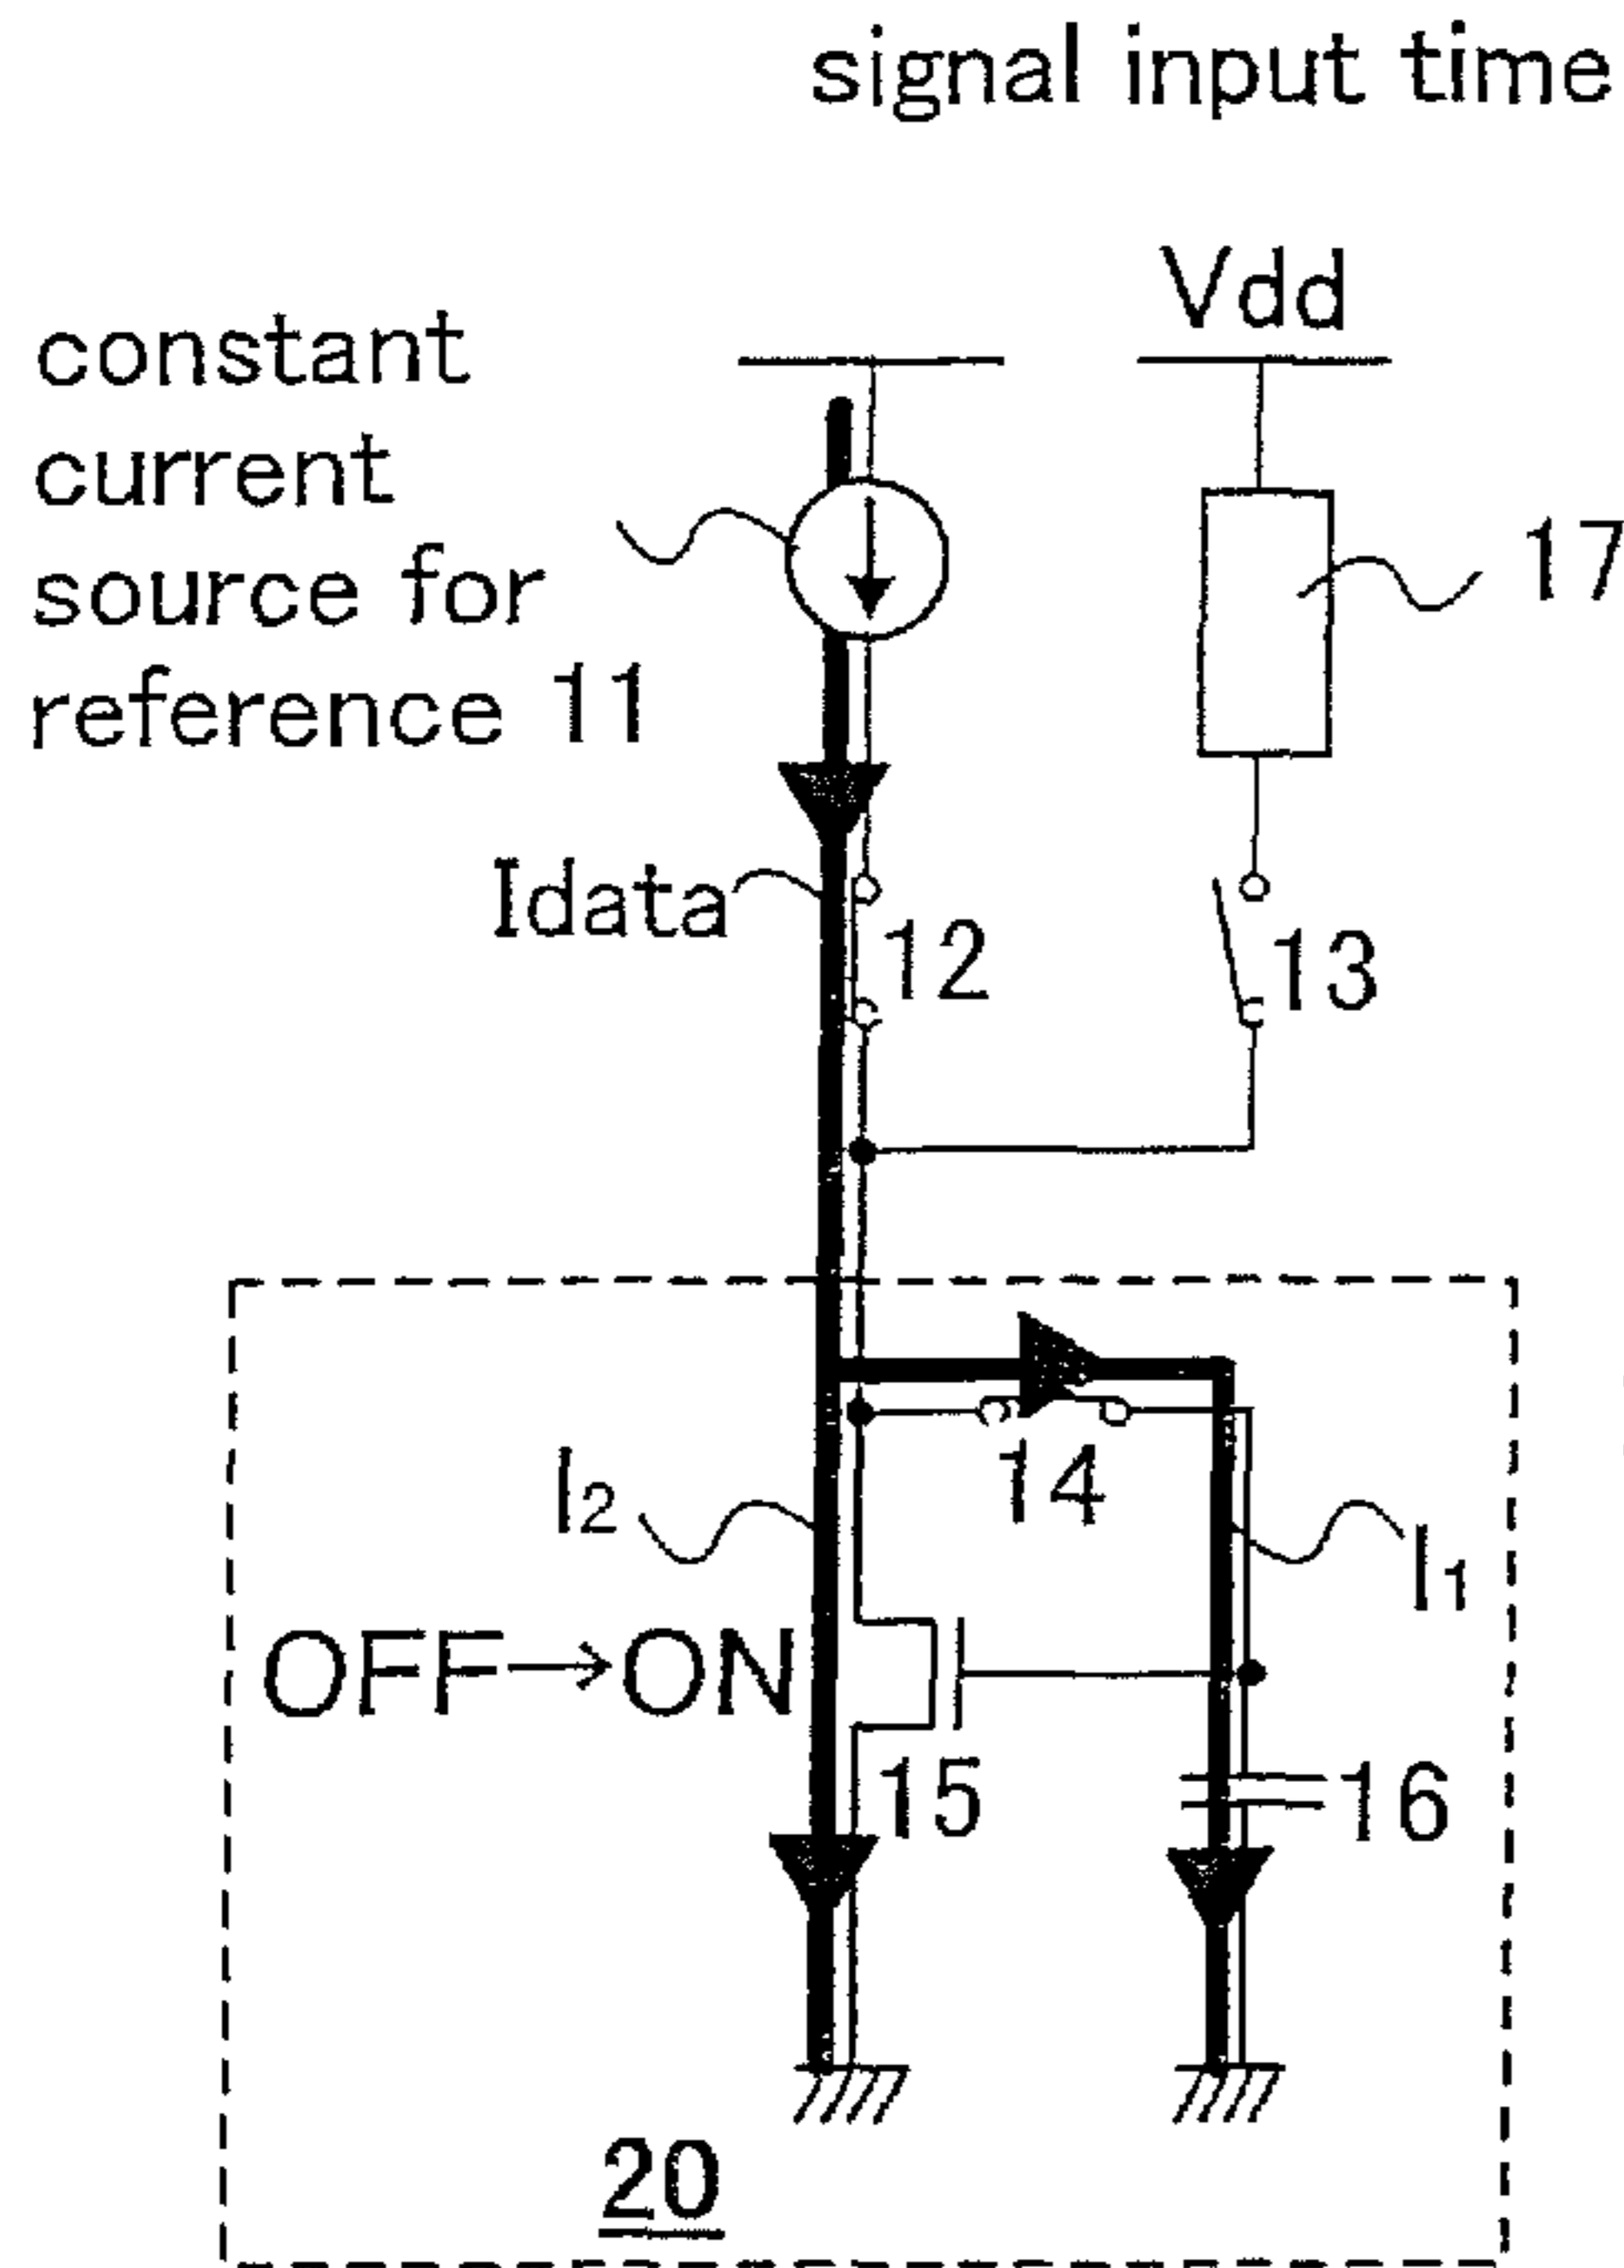 signal input time
Vdd
constant
current
source for
reference 11
17
Idata
12
13
14
I2
I1
OFF→ON
15
16
20